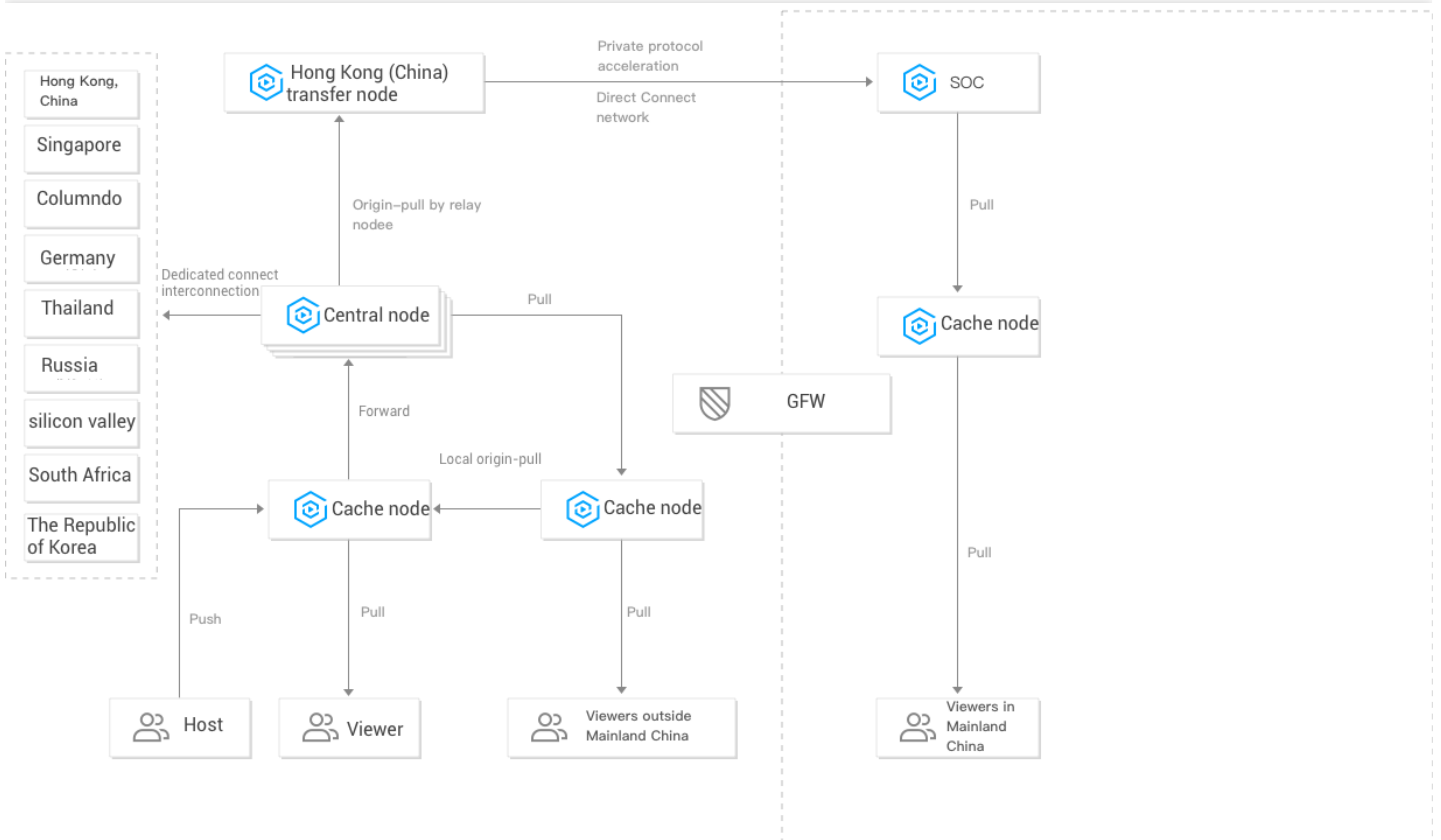 Hong Kong,
China
Singapore
Columndo
Germany
Thailand
Russia
silicon valley
South Africa
The Republic
of Korea
Hong Kong (China)
transfer node
Private protocol
acceleration
Direct Connect
network
SOC
Origin–pull by relay
nodee
Pull
Dedicated connect
interconnection
Central node
Pull
Cache node
GFW
Forward
Local origin-pull
Cache node
Cache node
Pull
Push
Pull
Pull
Host
Viewer
Viewers outside
Mainland China
Viewers in
Mainland
China